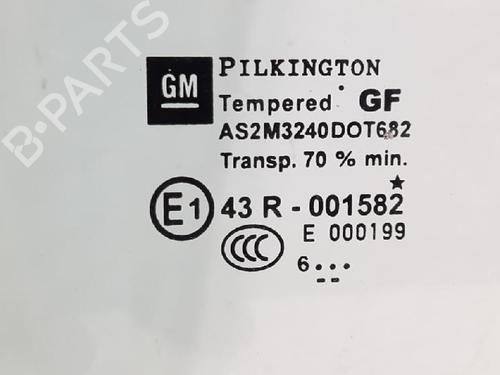 B-PARTS
GM
PILKINGTON
Tempered GF
AS2M3240DOT682
Transp. 70 % min.
E1 43 R - 001582
CCC E 000199
6...
--